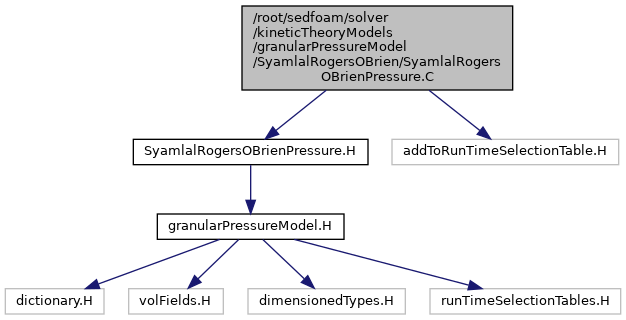 /root/sedfoam/solver
/kineticTheoryModels
/granularPressureModel
/SyamlalRogersOBrien/SyamlalRogers
OBrienPressure.C
SyamlalRogersOBrienPressure.H
addToRunTimeSelectionTable.H
granularPressureModel.H
dictionary.H
volFields.H
dimensionedTypes.H
runTimeSelectionTables.H